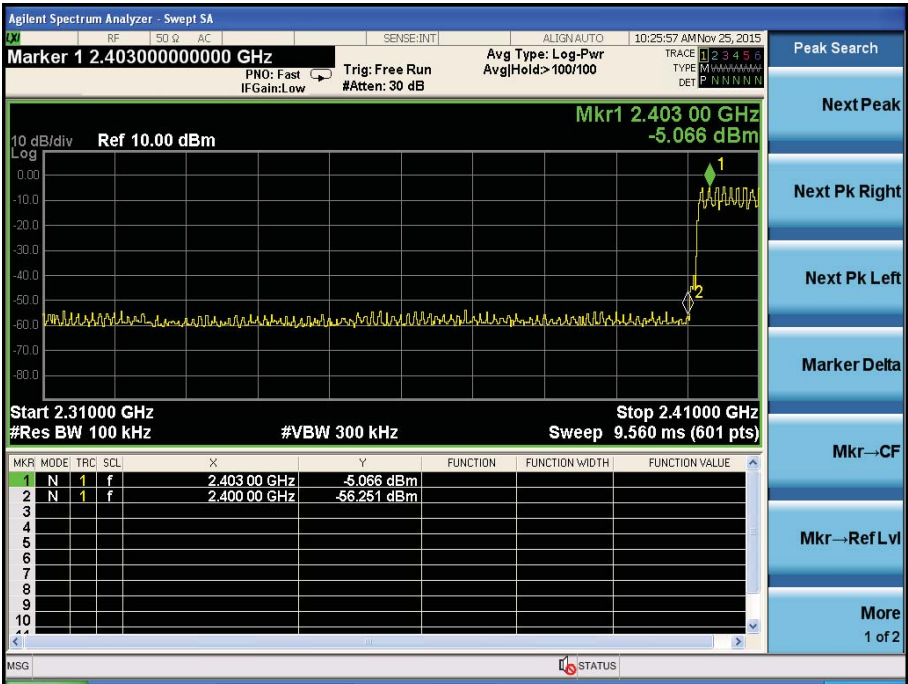 Agilent Spectrum Analyzer - Swept SA
LXI RF 50 Ω AC SENSE:INT ALIGN AUTO 10:25:57 AM Nov 25, 2015
Marker 1 2.403000000000 GHz
PNO: Fast
IFGain:Low
Trig: Free Run
#Atten: 30 dB
Avg Type: Log-Pwr
Avg|Hold:>100/100
TRACE 1 2 3 4 5 6
TYPE M
DET P N N N N N
Peak Search
Mkr1 2.403 00 GHz
-5.066 dBm
10 dB/div Ref 10.00 dBm
Log
0.00
-10.0
-20.0
-30.0
-40.0
-50.0
-60.0
-70.0
-80.0
1
2
Start 2.31000 GHz Stop 2.41000 GHz
#Res BW 100 kHz #VBW 300 kHz Sweep 9.560 ms (601 pts)
MKR MODE TRC SCL X Y FUNCTION FUNCTION WIDTH FUNCTION VALUE
1 N 1 f 2.403 00 GHz -5.066 dBm
2 N 1 f 2.400 00 GHz -56.251 dBm
3
4
5
6
7
8
9
10
11
Next Peak
Next Pk Right
Next Pk Left
Marker Delta
Mkr→CF
Mkr→Ref Lvl
More
1 of 2
MSG STATUS